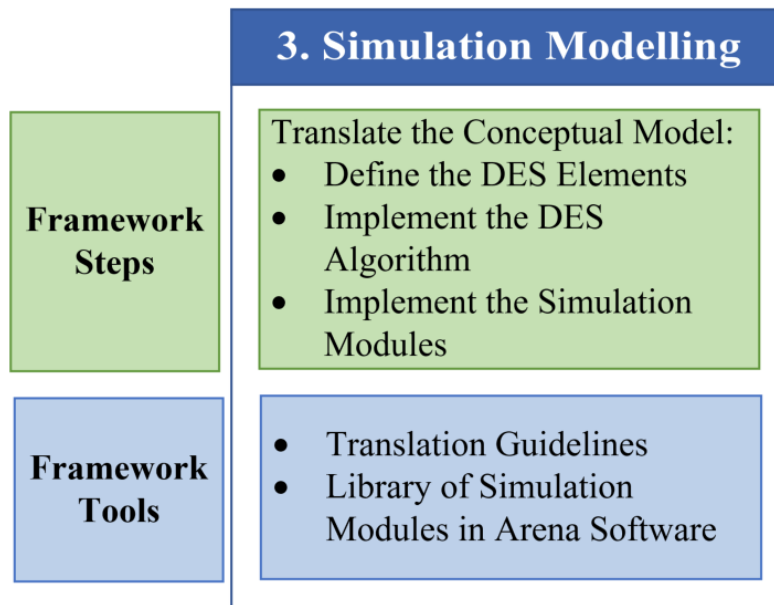 3. Simulation Modelling
Framework
Steps
Translate the Conceptual Model:
• Define the DES Elements
• Implement the DES
Algorithm
• Implement the Simulation
Modules
Framework
Tools
• Translation Guidelines
• Library of Simulation
Modules in Arena Software